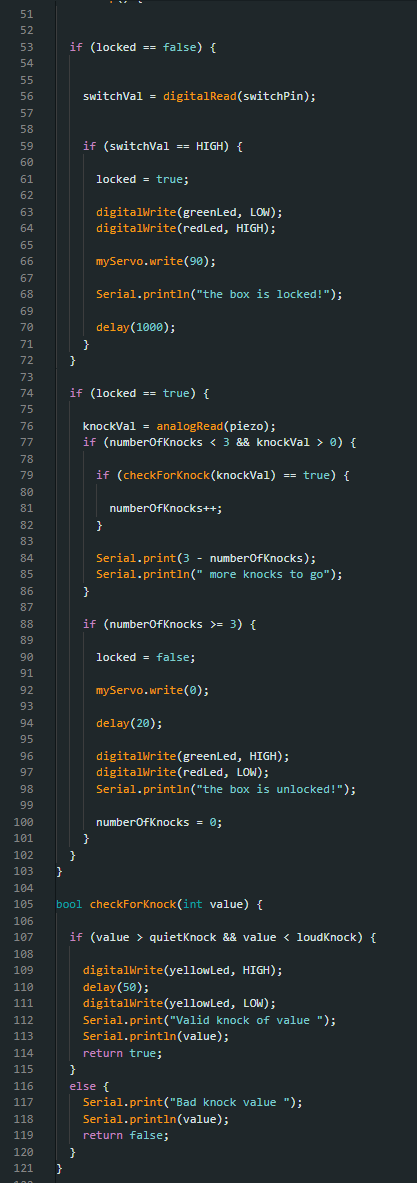 51
52
53 if (locked == false) {
54
55
56 switchVal = digitalRead(switchPin);
57
58
59 if (switchVal == HIGH) {
60
61 locked = true;
62
63 digitalWrite(greenLed, LOW);
64 digitalWrite(redLed, HIGH);
65
66 myServo.write(90);
67
68 Serial.println("the box is locked!");
69
70 delay(1000);
71 }
72 }
73
74 if (locked == true) {
75
76 knockVal = analogRead(piezo);
77 if (numberOfKnocks < 3 && knockVal > 0) {
78
79 if (checkForKnock(knockVal) == true) {
80
81 numberOfKnocks++;
82 }
83
84 Serial.print(3 - numberOfKnocks);
85 Serial.println(" more knocks to go");
86 }
87
88 if (numberOfKnocks >= 3) {
89
90 locked = false;
91
92 myServo.write(0);
93
94 delay(20);
95
96 digitalWrite(greenLed, HIGH);
97 digitalWrite(redLed, LOW);
98 Serial.println("the box is unlocked!");
99
100 numberOfKnocks = 0;
101 }
102 }
103 }
104
105 bool checkForKnock(int value) {
106
107 if (value > quietKnock && value < loudKnock) {
108
109 digitalWrite(yellowLed, HIGH);
110 delay(50);
111 digitalWrite(yellowLed, LOW);
112 Serial.print("Valid knock of value ");
113 Serial.println(value);
114 return true;
115 }
116 else {
117 Serial.print("Bad knock value ");
118 Serial.println(value);
119 return false;
120 }
121 }